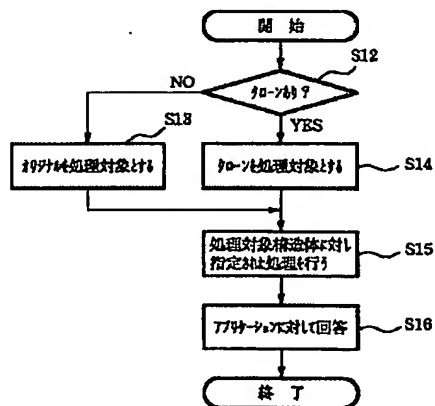 開 始
S12
NO
クローンあり?
S13
YES
オリジナルを処理対象とする
クローンを処理対象とする
S14
処理対象構造体に対し
指定された処理を行う
S15
アプリケーションに対して回答
S16
終 了